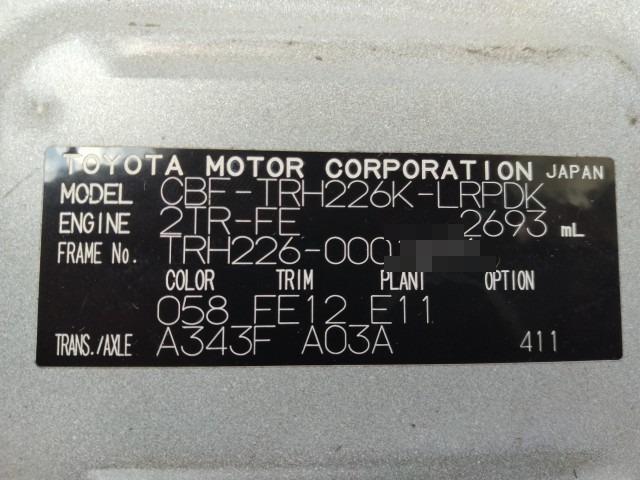 TOYOTA MOTOR CORPORATION JAPAN
MODEL CBF-TRH226K-LRPDK
ENGINE 2TR-FE 2693 mL
FRAME No. TRH226-000
COLOR TRIM PLANT OPTION
058 FE12 E11
TRANS./AXLE A343F A03A 411